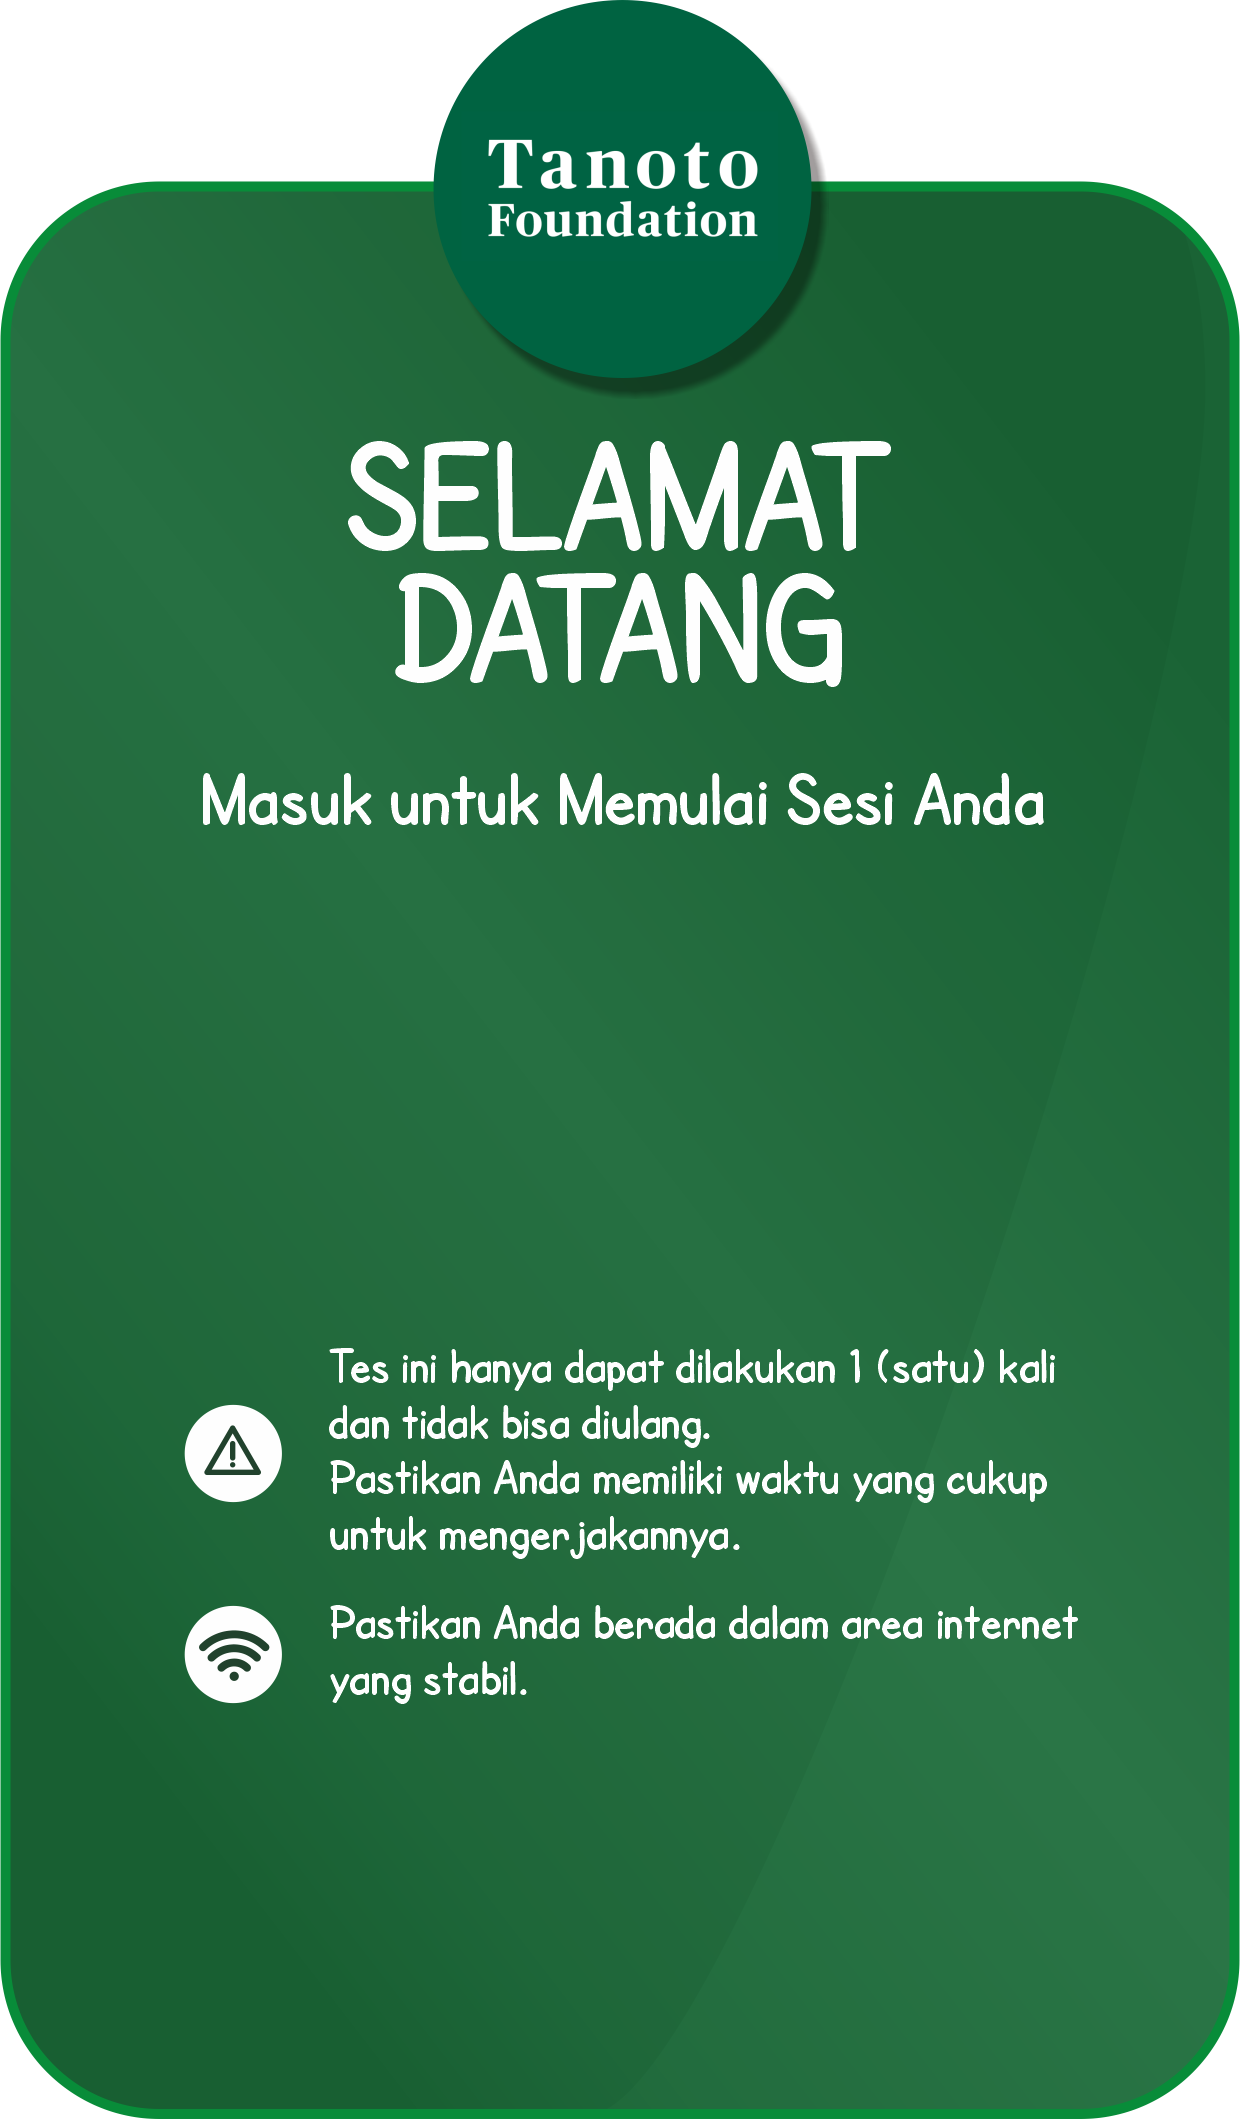 Tanoto
Foundation
SELAMAT
DATANG
Masuk untuk Memulai Sesi Anda
Tes ini hanya dapat dilakukan 1 (satu) kali
dan tidak bisa diulang.
Pastikan Anda memiliki waktu yang cukup
untuk mengerjakannya.
Pastikan Anda berada dalam area internet
yang stabil.